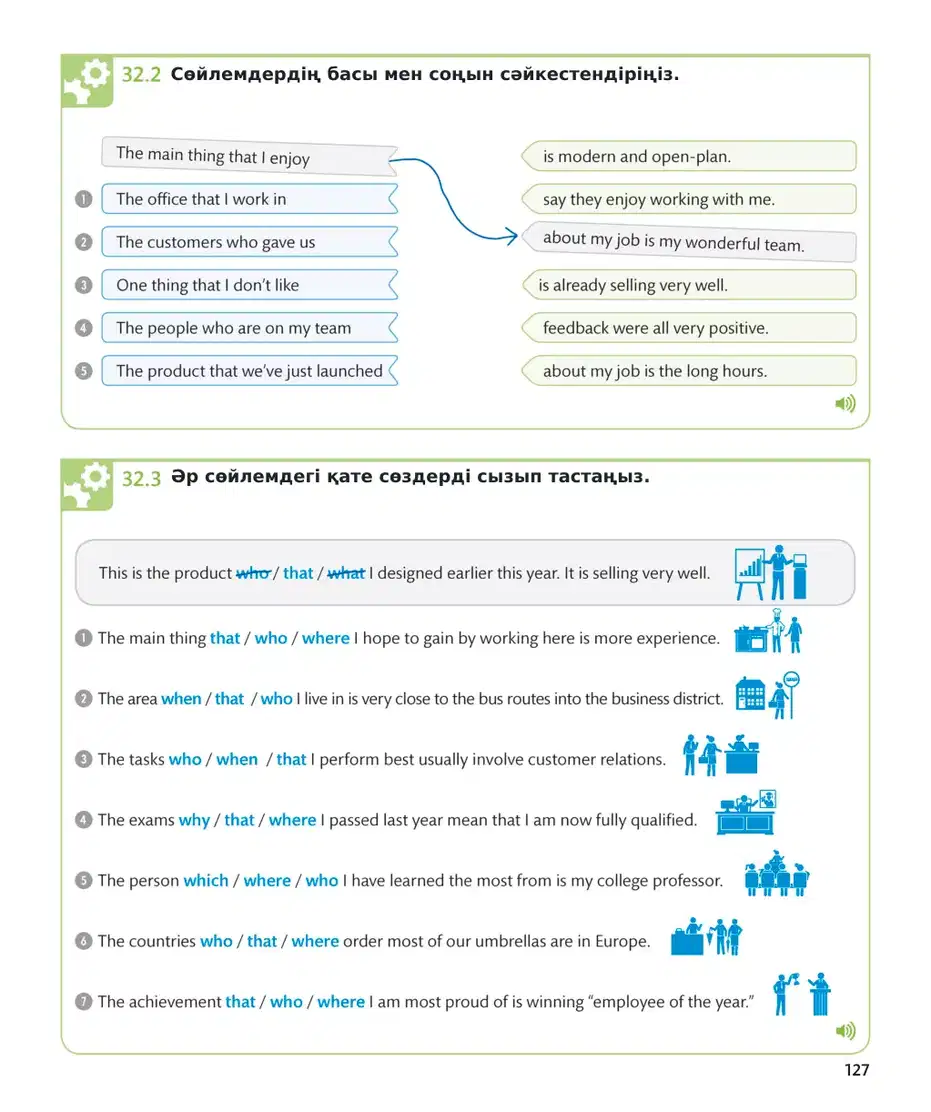 32.2 Сөйлемдердің басы мен соңын сәйкестендіріңіз.
The main thing that I enjoy
is modern and open-plan.
1 The office that I work in
say they enjoy working with me.
2 The customers who gave us
about my job is my wonderful team.
3 One thing that I don't like
is already selling very well.
4 The people who are on my team
feedback were all very positive.
5 The product that we've just launched
about my job is the long hours.
32.3 Әр сөйлемдегі қате сөздерді сызып тастаңыз.
This is the product who / that / what I designed earlier this year. It is selling very well.
1 The main thing that / who / where I hope to gain by working here is more experience.
2 The area when / that / who I live in is very close to the bus routes into the business district.
3 The tasks who / when / that I perform best usually involve customer relations.
4 The exams why / that / where I passed last year mean that I am now fully qualified.
5 The person which / where / who I have learned the most from is my college professor.
6 The countries who / that / where order most of our umbrellas are in Europe.
7 The achievement that / who / where I am most proud of is winning “employee of the year.”
127